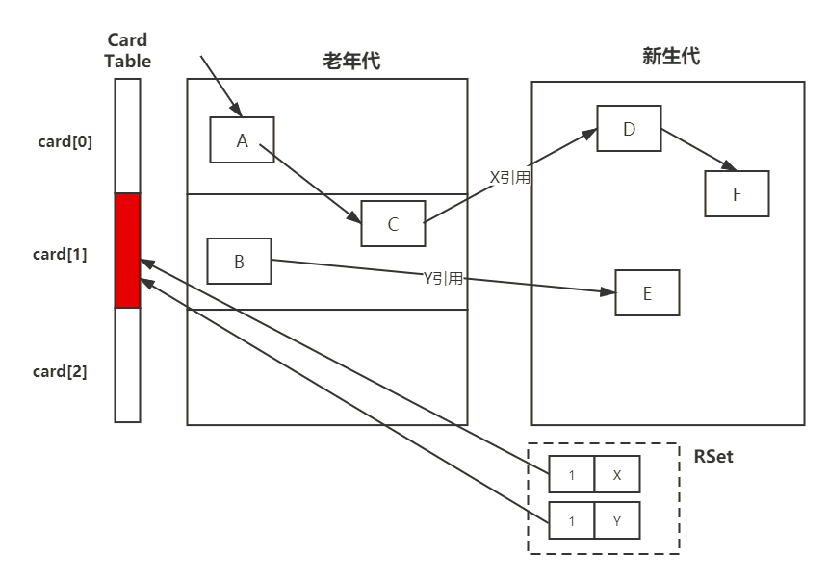 Card
Table
老年代
新生代
card[0]
A
D
X引用
F
C
card[1]
B
Y引用
E
card[2]
RSet
1 X
1 Y